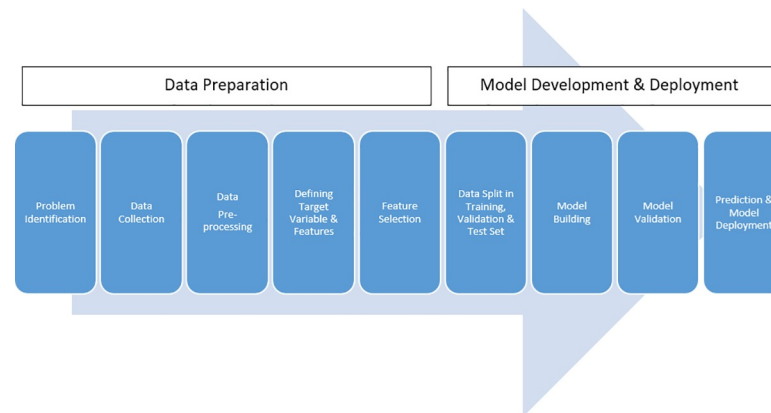 Data Preparation
Model Development & Deployment
Problem
Identification
Data
Collection
Data
Pre-
processing
Defining
Target
Variable &
Features
Feature
Selection
Data Split in
Training,
Validation &
Test Set
Model
Building
Model
Validation
Prediction &
Model
Deployment